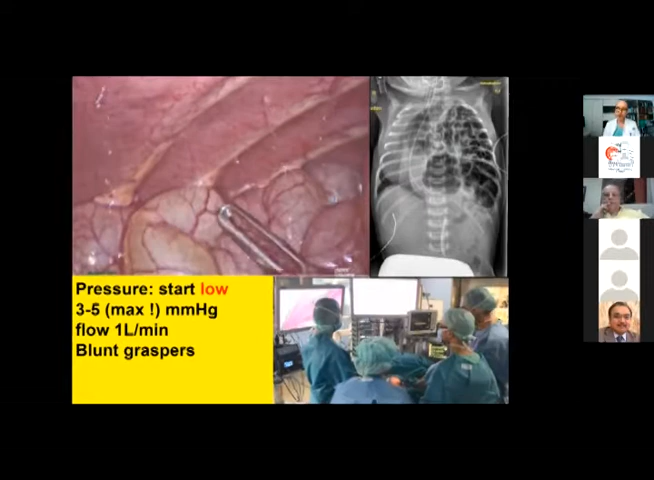 Pressure: start low
3-5 (max !) mmHg
flow 1L/min
Blunt graspers